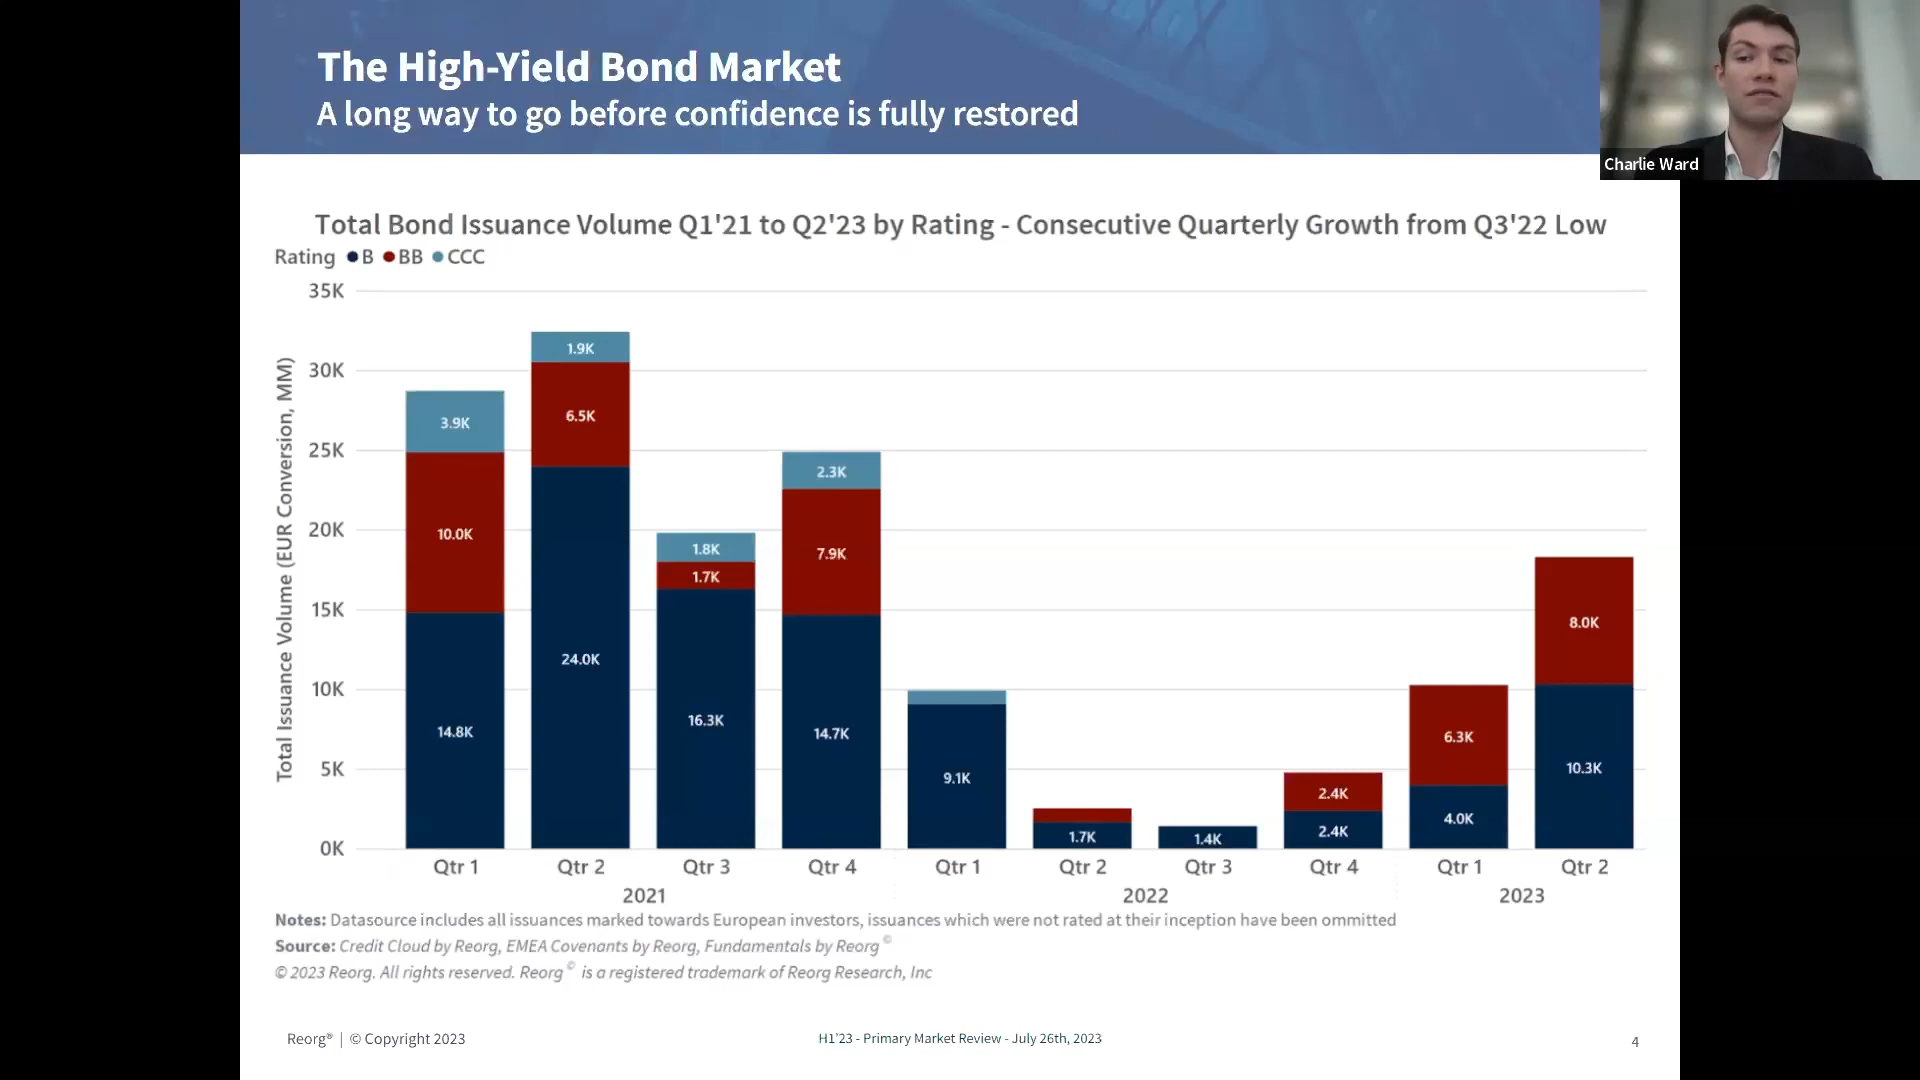 The High-Yield Bond Market
A long way to go before confidence is fully restored
Charlie Ward
Total Bond Issuance Volume Q1'21 to Q2'23 by Rating - Consecutive Quarterly Growth from Q3'22 Low
Rating B BB CCC
Total Issuance Volume (EUR Conversion, MM)
35K
30K
25K
20K
15K
10K
5K
0K
3.9K
10.0K
14.8K
1.9K
6.5K
24.0K
1.8K
1.7K
16.3K
2.3K
7.9K
14.7K
9.1K
1.7K
1.4K
2.4K
2.4K
6.3K
4.0K
8.0K
10.3K
Qtr 1 Qtr 2 Qtr 3 Qtr 4 Qtr 1 Qtr 2 Qtr 3 Qtr 4 Qtr 1 Qtr 2
2021 2022 2023
Notes: Datasource includes all issuances marked towards European investors, issuances which were not rated at their inception have been ommitted
Source: Credit Cloud by Reorg, EMEA Covenants by Reorg, Fundamentals by Reorg ©
© 2023 Reorg. All rights reserved. Reorg © is a registered trademark of Reorg Research, Inc
Reorg® | © Copyright 2023
H1'23 - Primary Market Review - July 26th, 2023
4